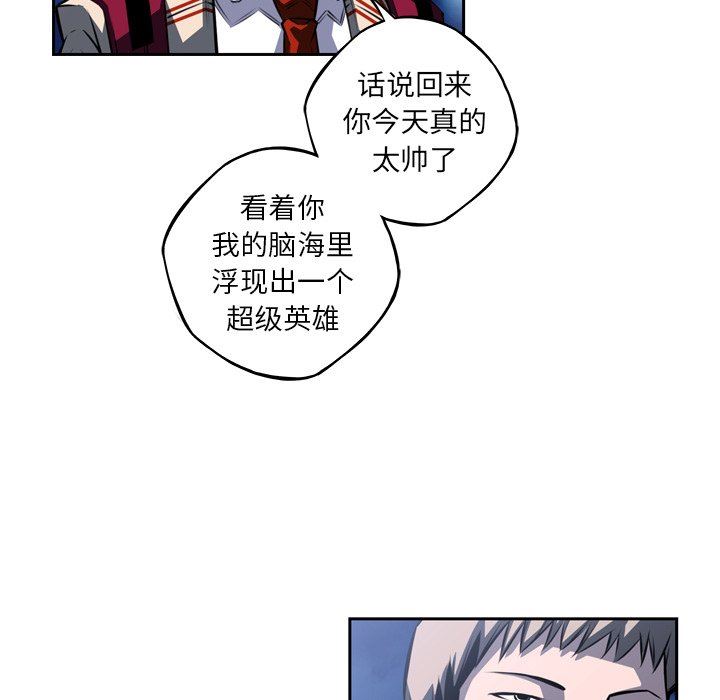 话说回来
你今天真的
太帅了
看着你
我的脑海里
浮现出一个
超级英雄